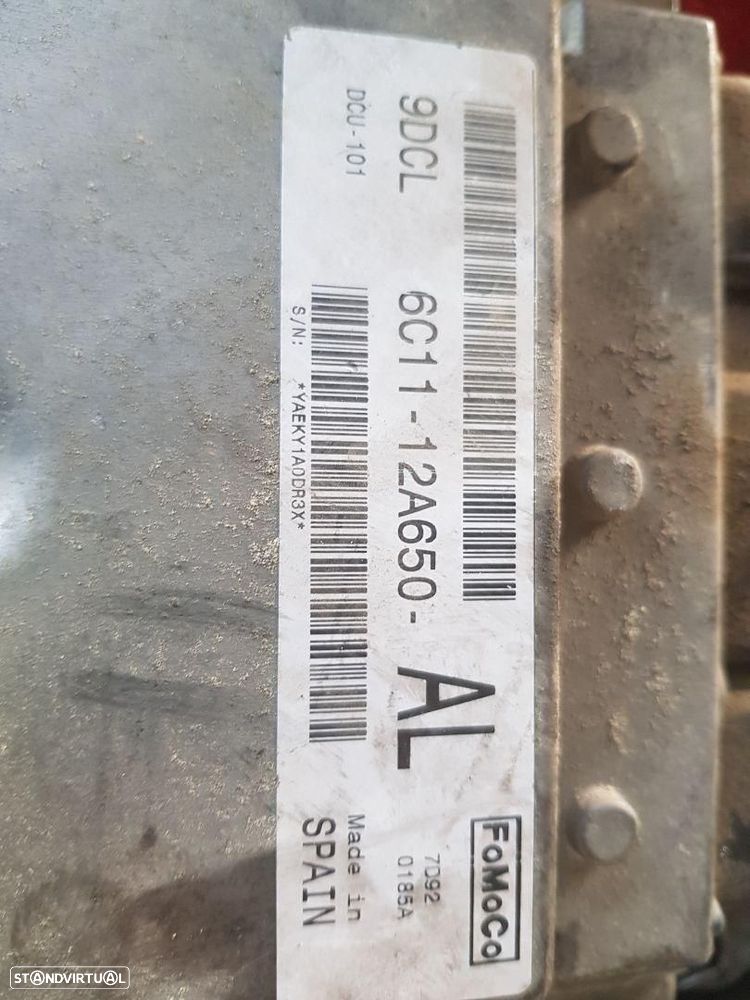 9DCL 6C11-12A650- AL
DCU-101
S/N: *YAEKY1A0DR3X*
FoMoCo
7D92
0185A
Made in
SPAIN
STANDVIRTUAL